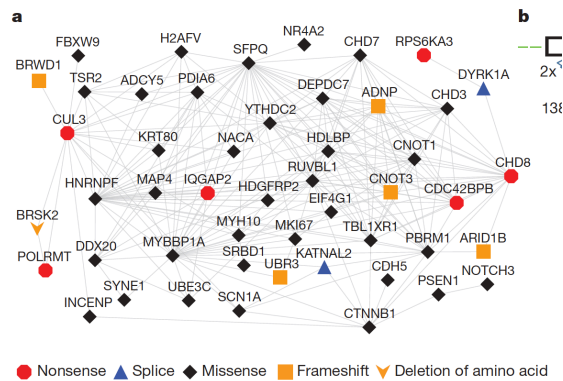 a
b
FBXW9
H2AFV
SFPQ
NR4A2
CHD7
RPS6KA3
BRWD1
TSR2
ADCY5
PDIA6
DEPDC7
ADNP
CHD3
DYRK1A
2x
138
CUL3
YTHDC2
KRT80
NACA
HDLBP
CNOT1
CHD8
HNRNPF
MAP4
IQGAP2
HDGFRP2
RUVBL1
CNOT3
CDC42BPB
EIF4G1
BRSK2
POLRMT
DDX20
MYBBP1A
MYH10
MKI67
TBL1XR1
PBRM1
ARID1B
SRBD1
UBR3
KATNAL2
CDH5
NOTCH3
SYNE1
UBE3C
SCN1A
PSEN1
INCENP
CTNNB1
Nonsense Splice Missense Frameshift Deletion of amino acid